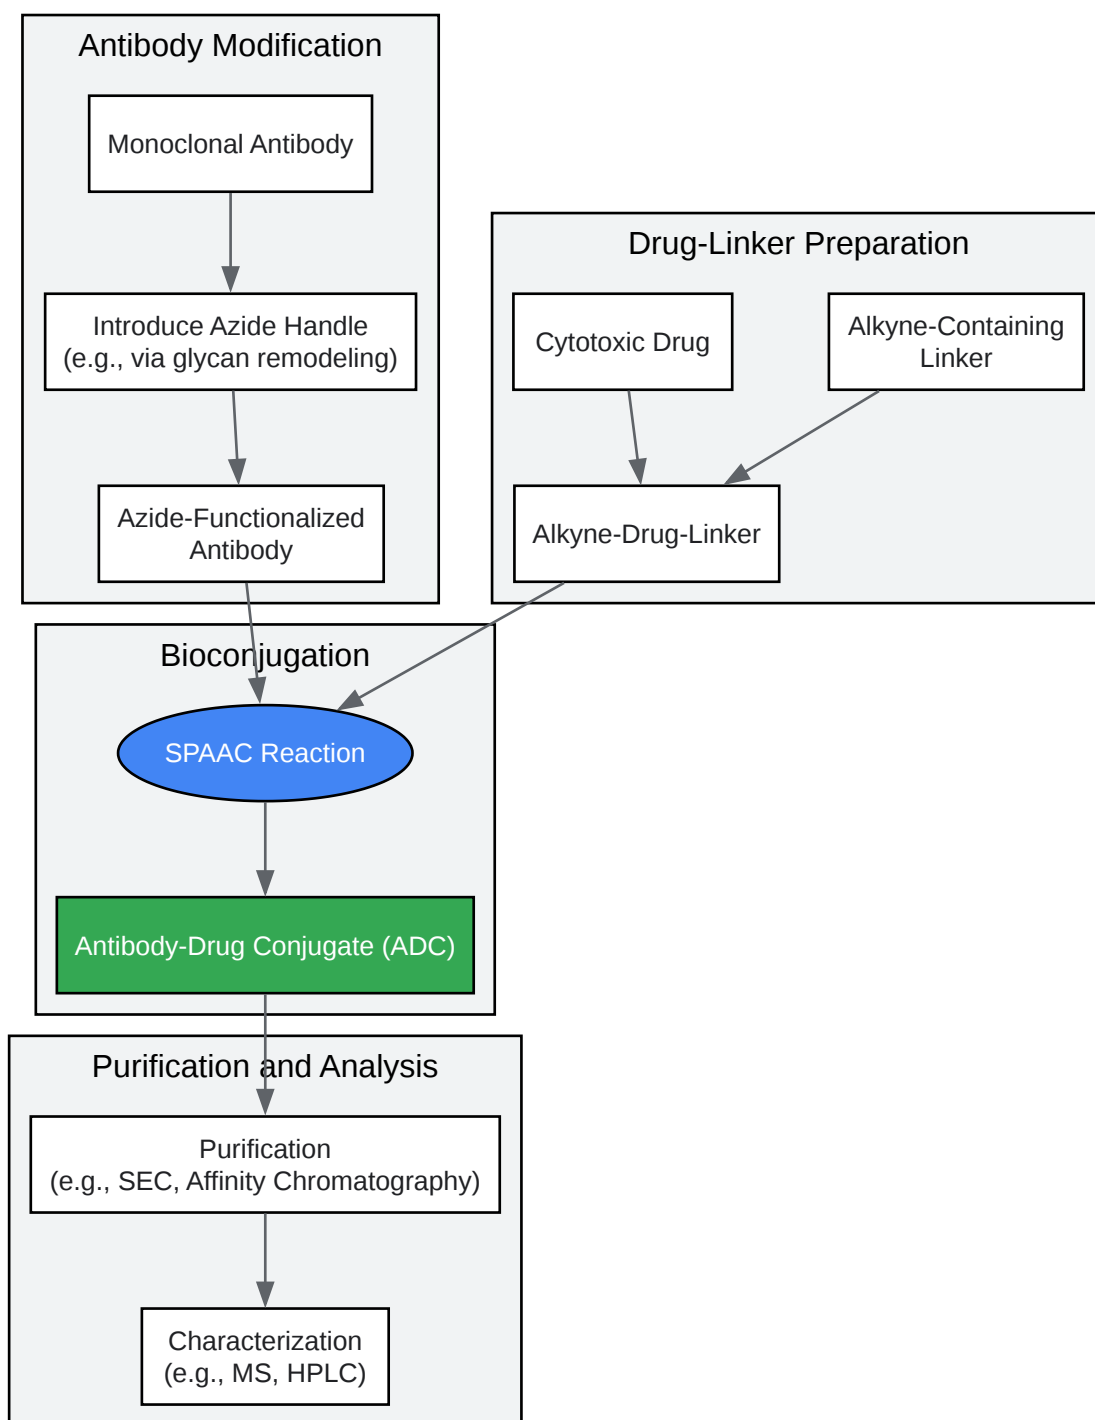 Antibody Modification
Monoclonal Antibody
Introduce Azide Handle
(e.g., via glycan remodeling)
Azide-Functionalized
Antibody
Drug-Linker Preparation
Cytotoxic Drug
Alkyne-Containing
Linker
Alkyne-Drug-Linker
Bioconjugation
SPAAC Reaction
Antibody-Drug Conjugate (ADC)
Purification and Analysis
Purification
(e.g., SEC, Affinity Chromatography)
Characterization
(e.g., MS, HPLC)